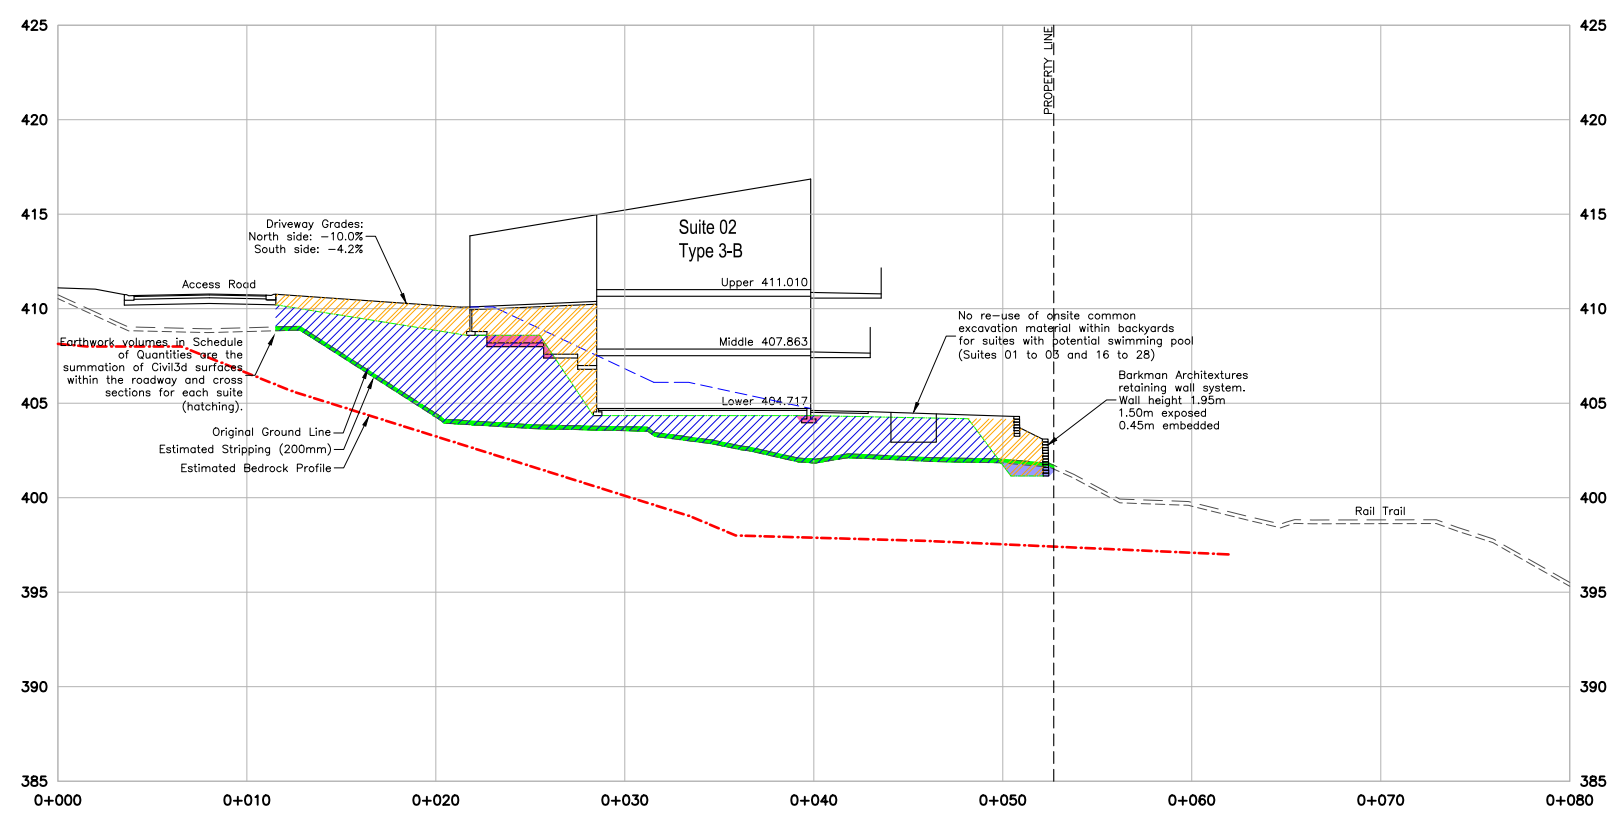 425
425
PROPERTY LINE
420
420
415
415
Driveway Grades:
North side: -10.0%
South side: -4.2%
Suite 02
Type 3-B
Access Road
Upper 411.010
410
410
No re-use of onsite common
excavation material within backyards
for suites with potential swimming pool
(Suites 01 to 03 and 16 to 28)
Earthwork volumes in Schedule
of Quantities are the
summation of Civil3d surfaces
within the roadway and cross
sections for each suite
(hatching).
Middle 407.863
Barkman Architextures
retaining wall system.
Wall height 1.95m
1.50m exposed
0.45m embedded
405
Lower 404.717
405
Original Ground Line
Estimated Stripping (200mm)
Estimated Bedrock Profile
400
Rail Trail
400
395
395
390
390
385
385
0+000
0+010
0+020
0+030
0+040
0+050
0+060
0+070
0+080